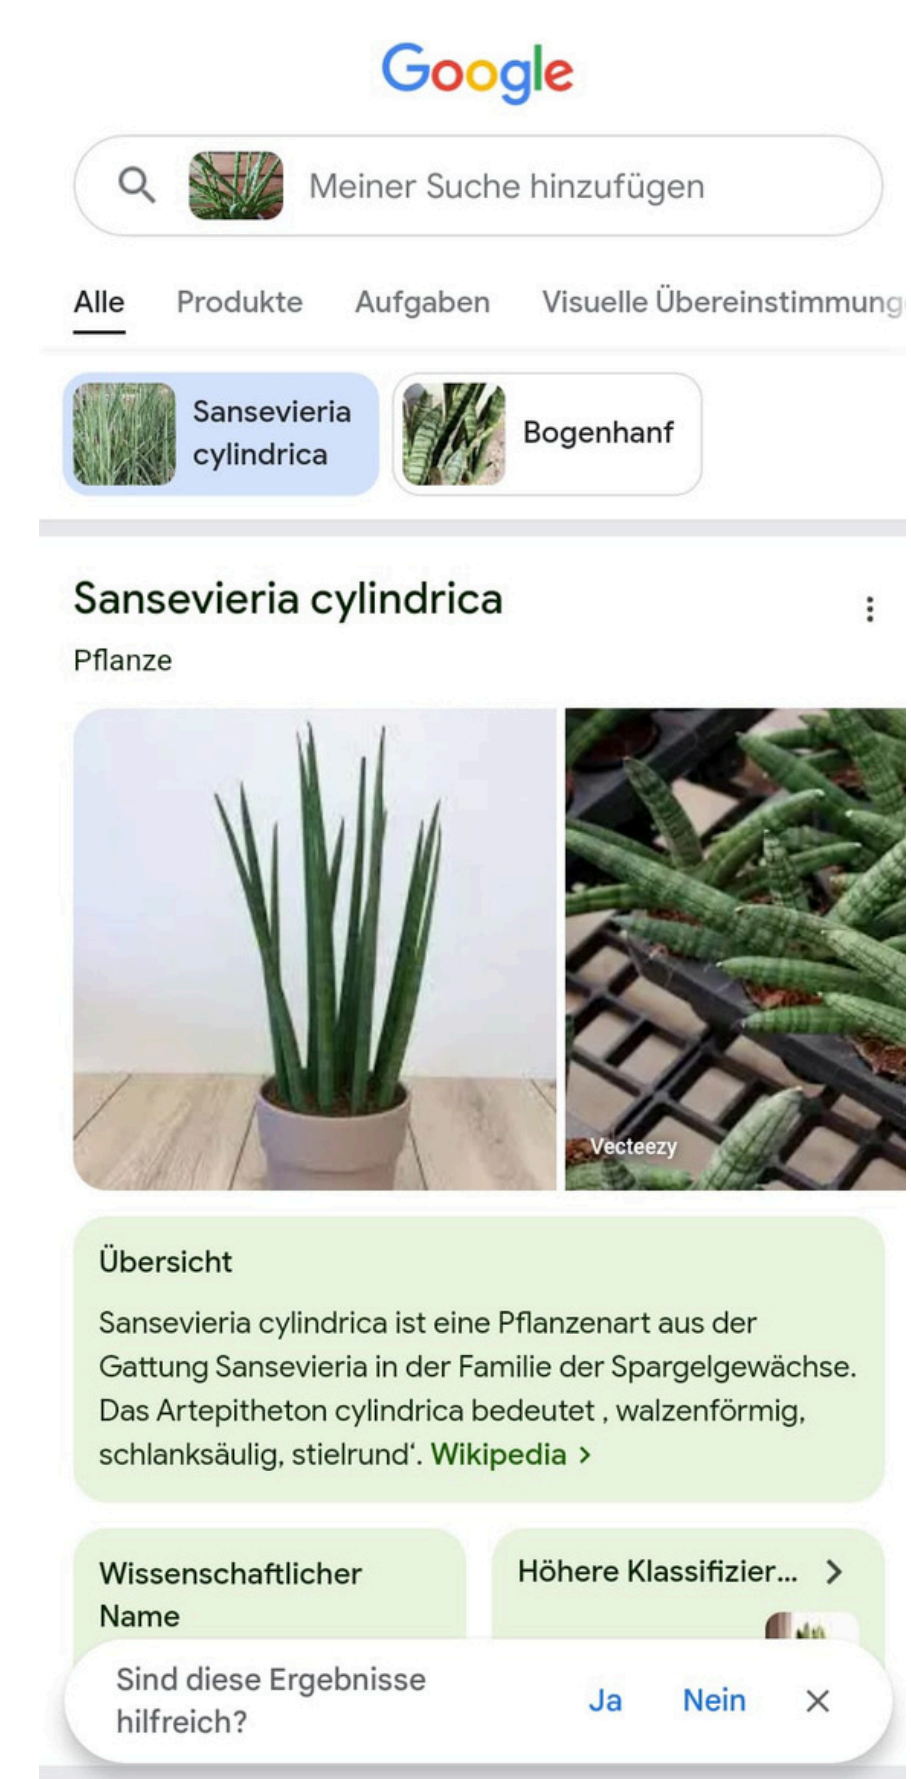 Google
Meiner Suche hinzufügen
Alle Produkte Aufgaben Visuelle Übereinstimmung
Sansevieria
cylindrica
Bogenhanf
Sansevieria cylindrica
Pflanze
Vecteezy
Übersicht
Sansevieria cylindrica ist eine Pflanzenart aus der
Gattung Sansevieria in der Familie der Spargelgewächse.
Das Artepitheton cylindrica bedeutet ‚ walzenförmig,
schlanksäulig, stielrund‘. Wikipedia >
Wissenschaftlicher
Name
Höhere Klassifizier... >
Sind diese Ergebnisse
hilfreich?
Ja Nein